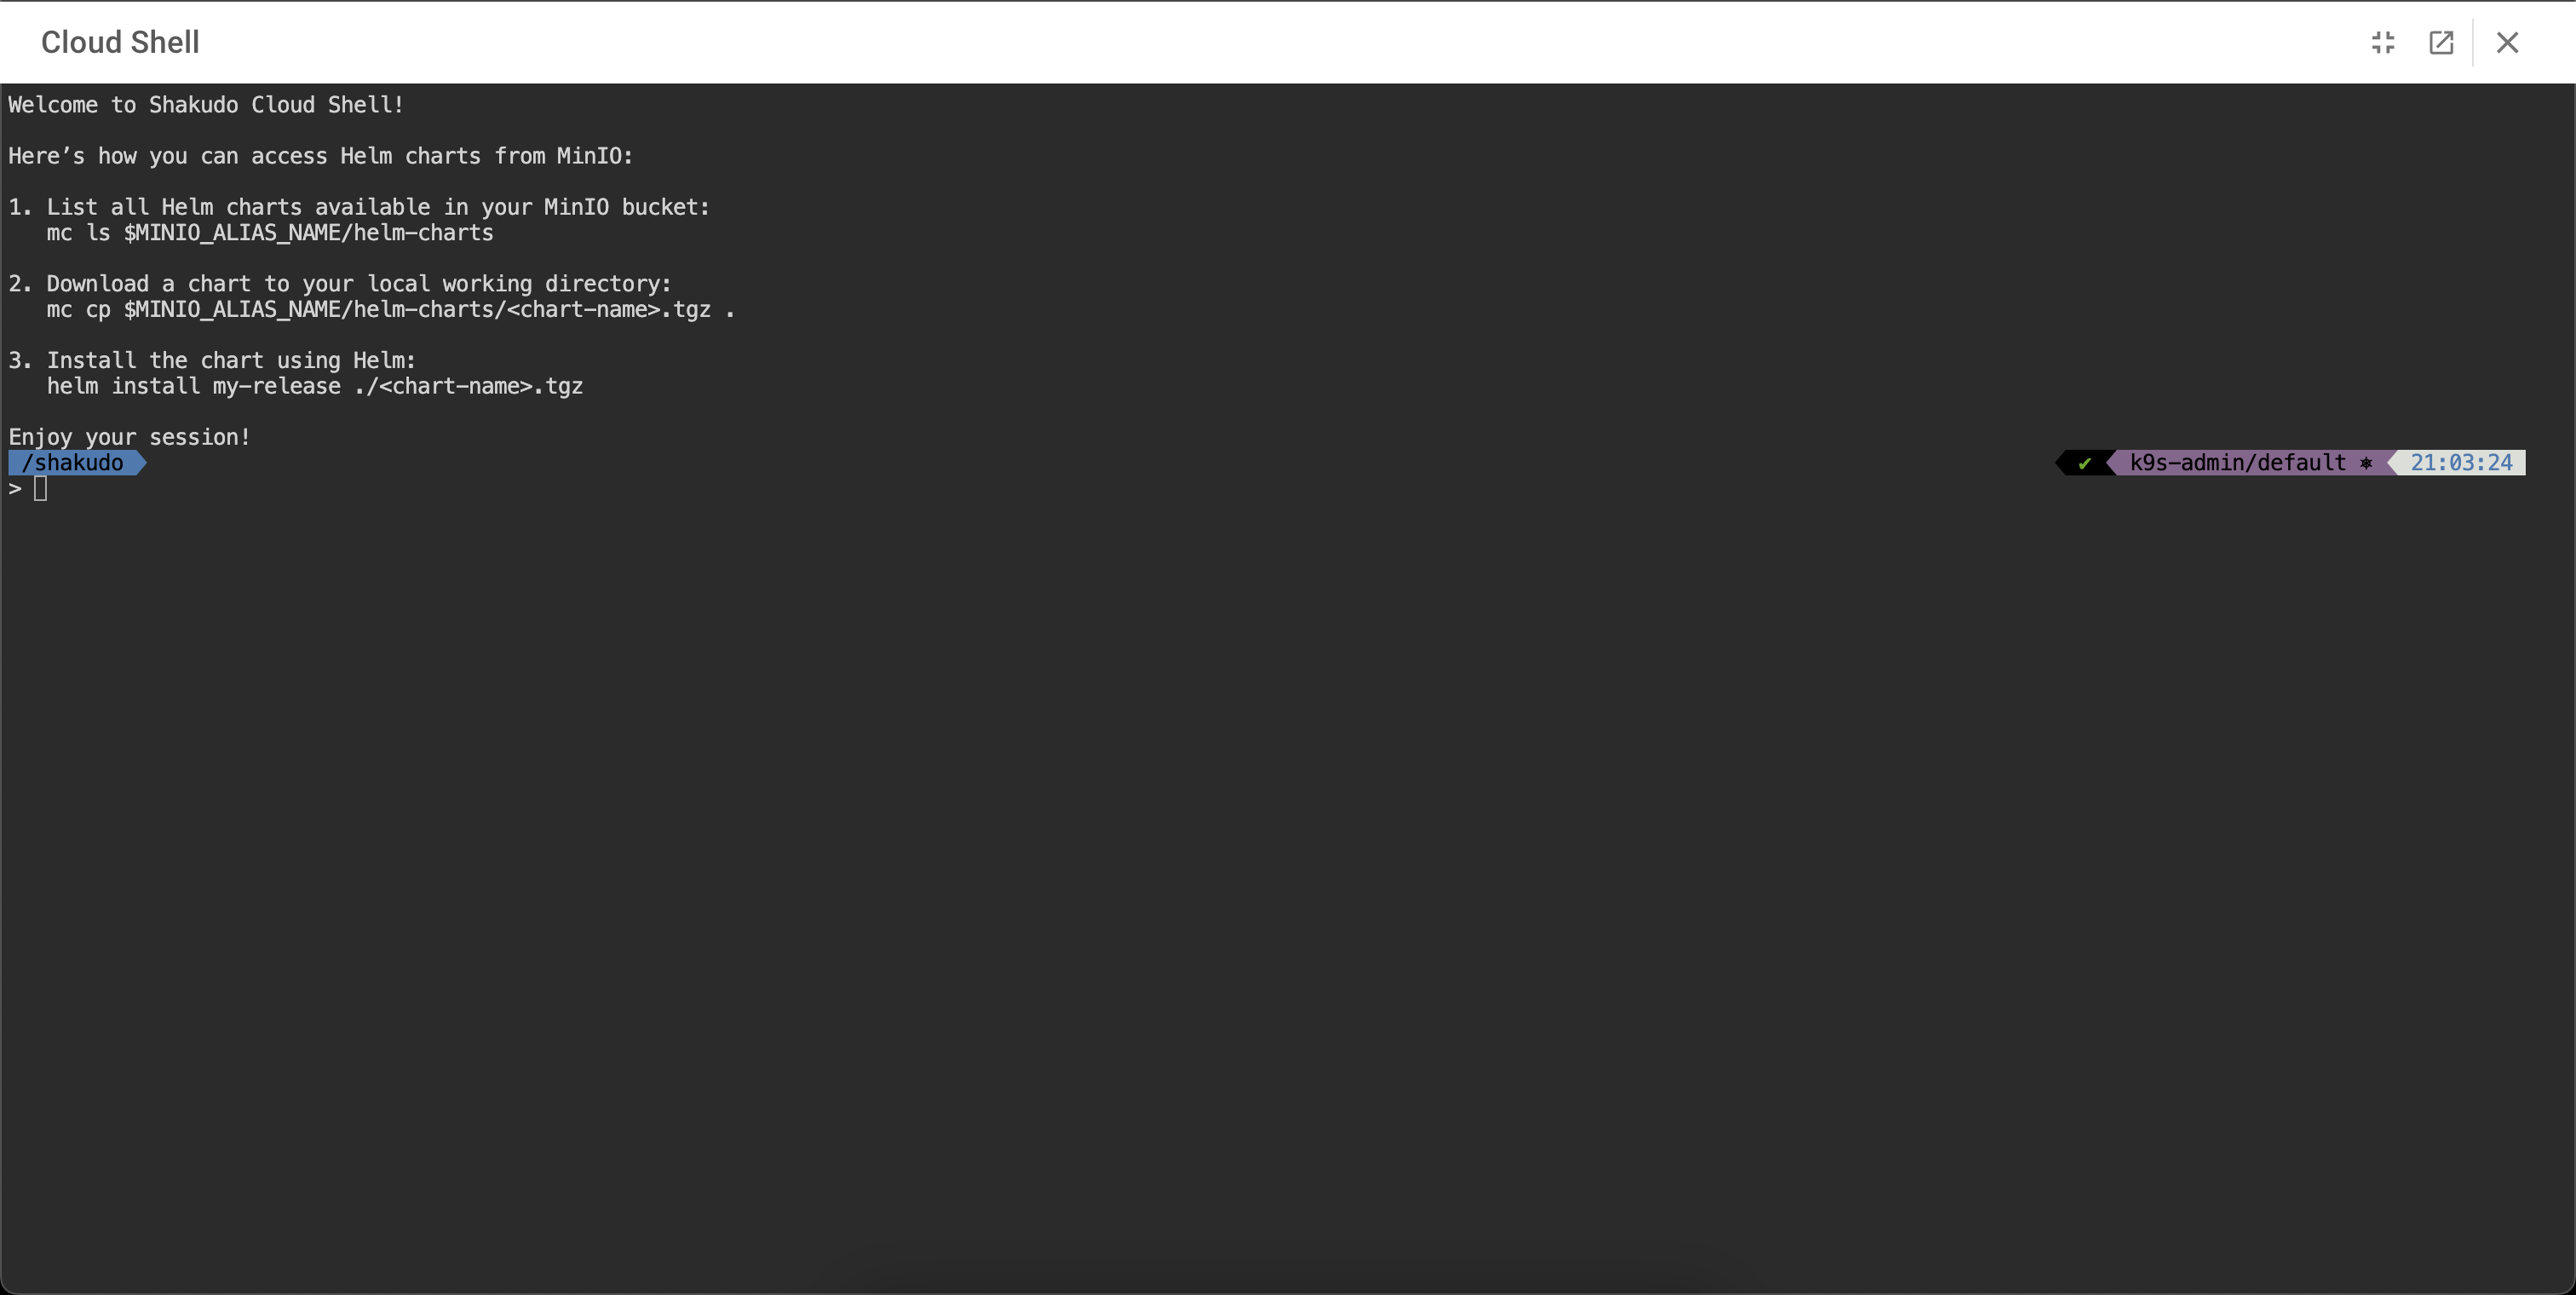 Cloud Shell
Welcome to Shakudo Cloud Shell!
Here’s how you can access Helm charts from MinIO:
1. List all Helm charts available in your MinIO bucket:
mc ls $MINIO_ALIAS_NAME/helm-charts
2. Download a chart to your local working directory:
mc cp $MINIO_ALIAS_NAME/helm-charts/<chart-name>.tgz .
3. Install the chart using Helm:
helm install my-release ./<chart-name>.tgz
Enjoy your session!
/shakudo ✔ k9s-admin/default ⎈ 21:03:24
>